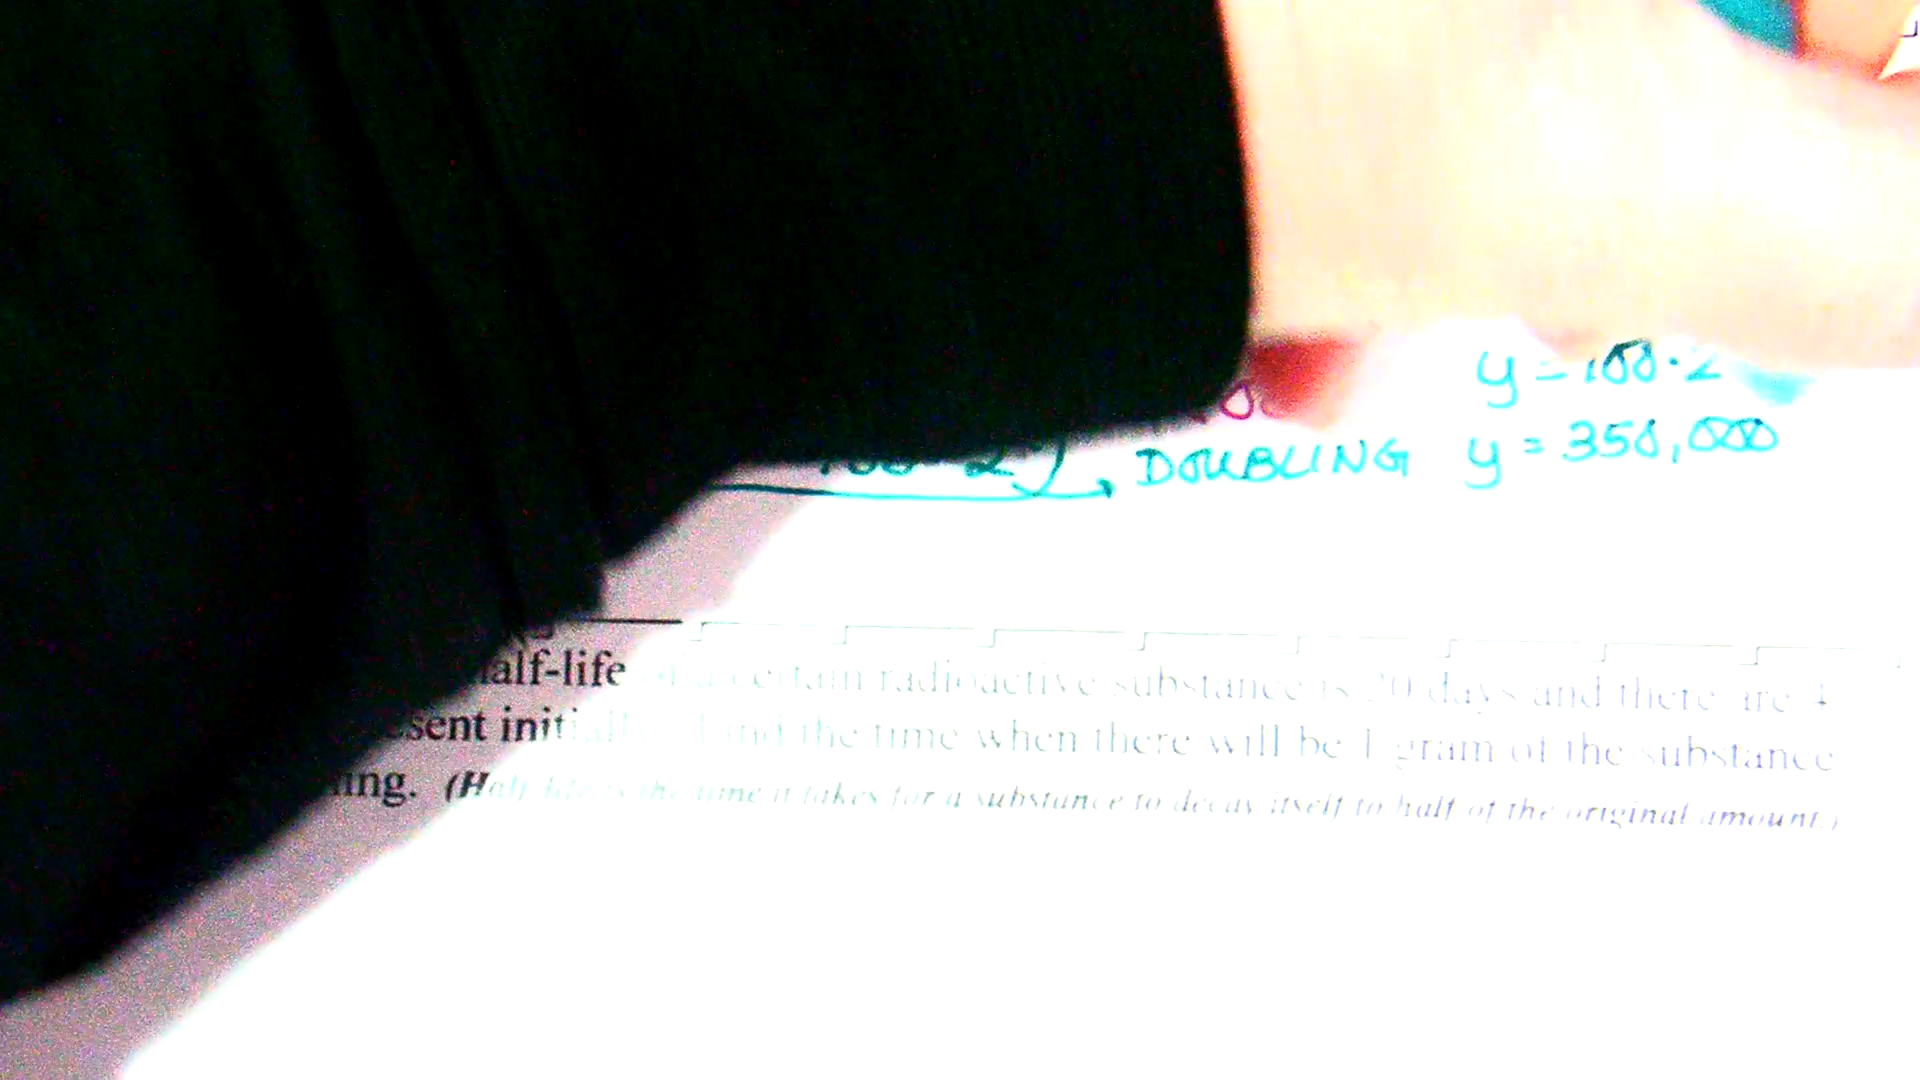 y = 100·2
DOUBLING y = 350,000
half-life of a certain radioactive substance is 20 days and there are 4
sent initially. Find the time when there will be 1 gram of the substance
ing. (Half-life is the time it takes for a substance to decay itself to half of the original amount.)